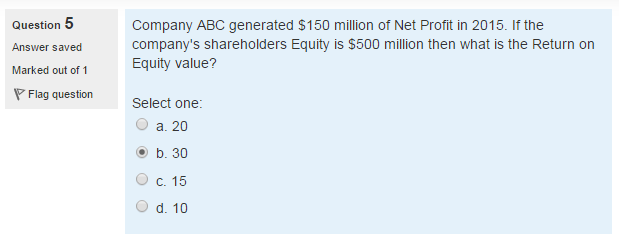 Question 5
Answer saved
Marked out of 1
Flag question
Company ABC generated $150 million of Net Profit in 2015. If the
company's shareholders Equity is $500 million then what is the Return on
Equity value?
Select one:
a. 20
b. 30
c. 15
d. 10